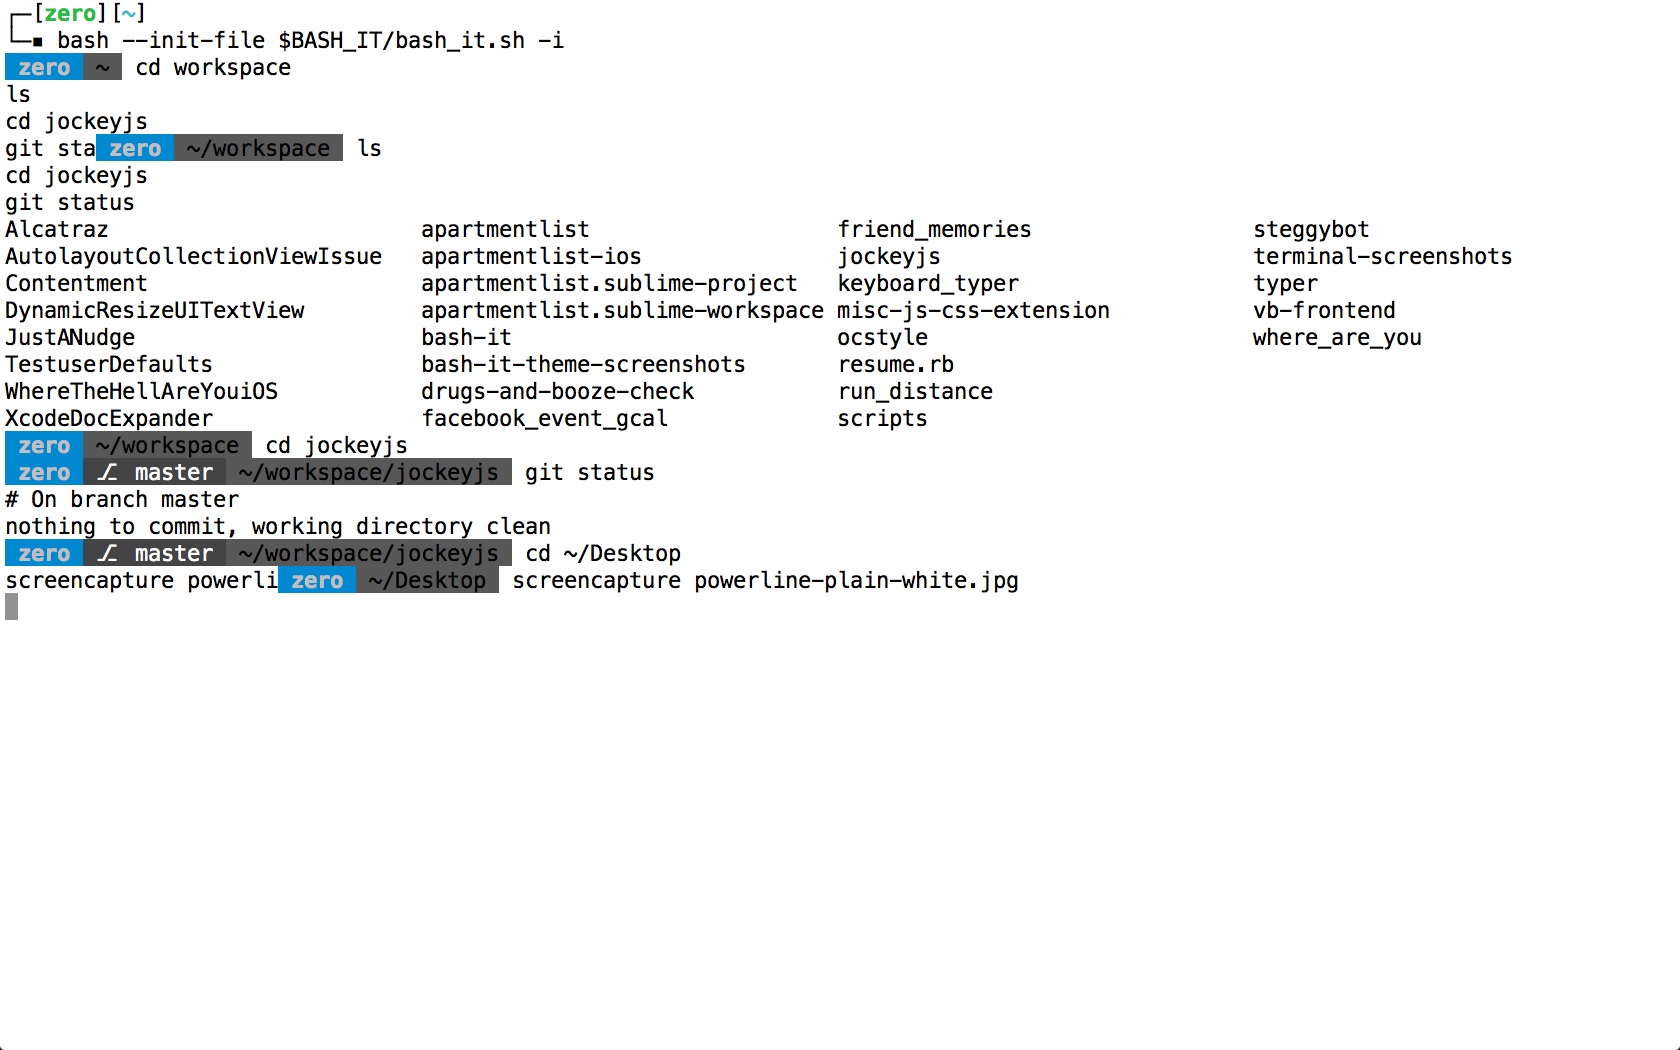 ┌─[zero][~]
└─▪ bash --init-file $BASH_IT/bash_it.sh -i
 zero  ~  cd workspace
ls
cd jockeyjs
git sta zero  ~/workspace  ls
cd jockeyjs
git status
Alcatraz                        apartmentlist                   friend_memories                 steggybot
AutolayoutCollectionViewIssue   apartmentlist-ios               jockeyjs                        terminal-screenshots
Contentment                     apartmentlist.sublime-project   keyboard_typer                  typer
DynamicResizeUITextView         apartmentlist.sublime-workspace misc-js-css-extension           vb-frontend
JustANudge                      bash-it                         ocstyle                         where_are_you
TestuserDefaults                bash-it-theme-screenshots       resume.rb
WhereTheHellAreYouiOS           drugs-and-booze-check           run_distance
XcodeDocExpander                facebook_event_gcal             scripts
 zero  ~/workspace  cd jockeyjs
 zero  ⎇ master  ~/workspace/jockeyjs  git status
# On branch master
nothing to commit, working directory clean
 zero  ⎇ master  ~/workspace/jockeyjs  cd ~/Desktop
screencapture powerli zero  ~/Desktop  screencapture powerline-plain-white.jpg